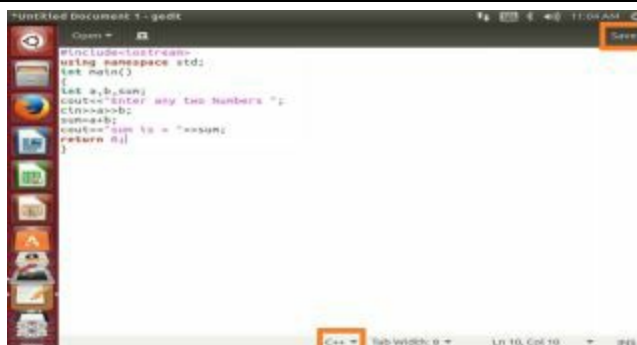 *Untitled Document 1 - gedit
11:04 AM
Open
Save
#include<iostream>
using namespace std;
int main()
{
int a,b,sum;
cout<<"Enter any two Numbers ";
cin>>a>>b;
sum=a+b;
cout<<"sum is = "<<sum;
return 0;
}
C++ Tab Width: 8 Ln 10, Col 10 INS